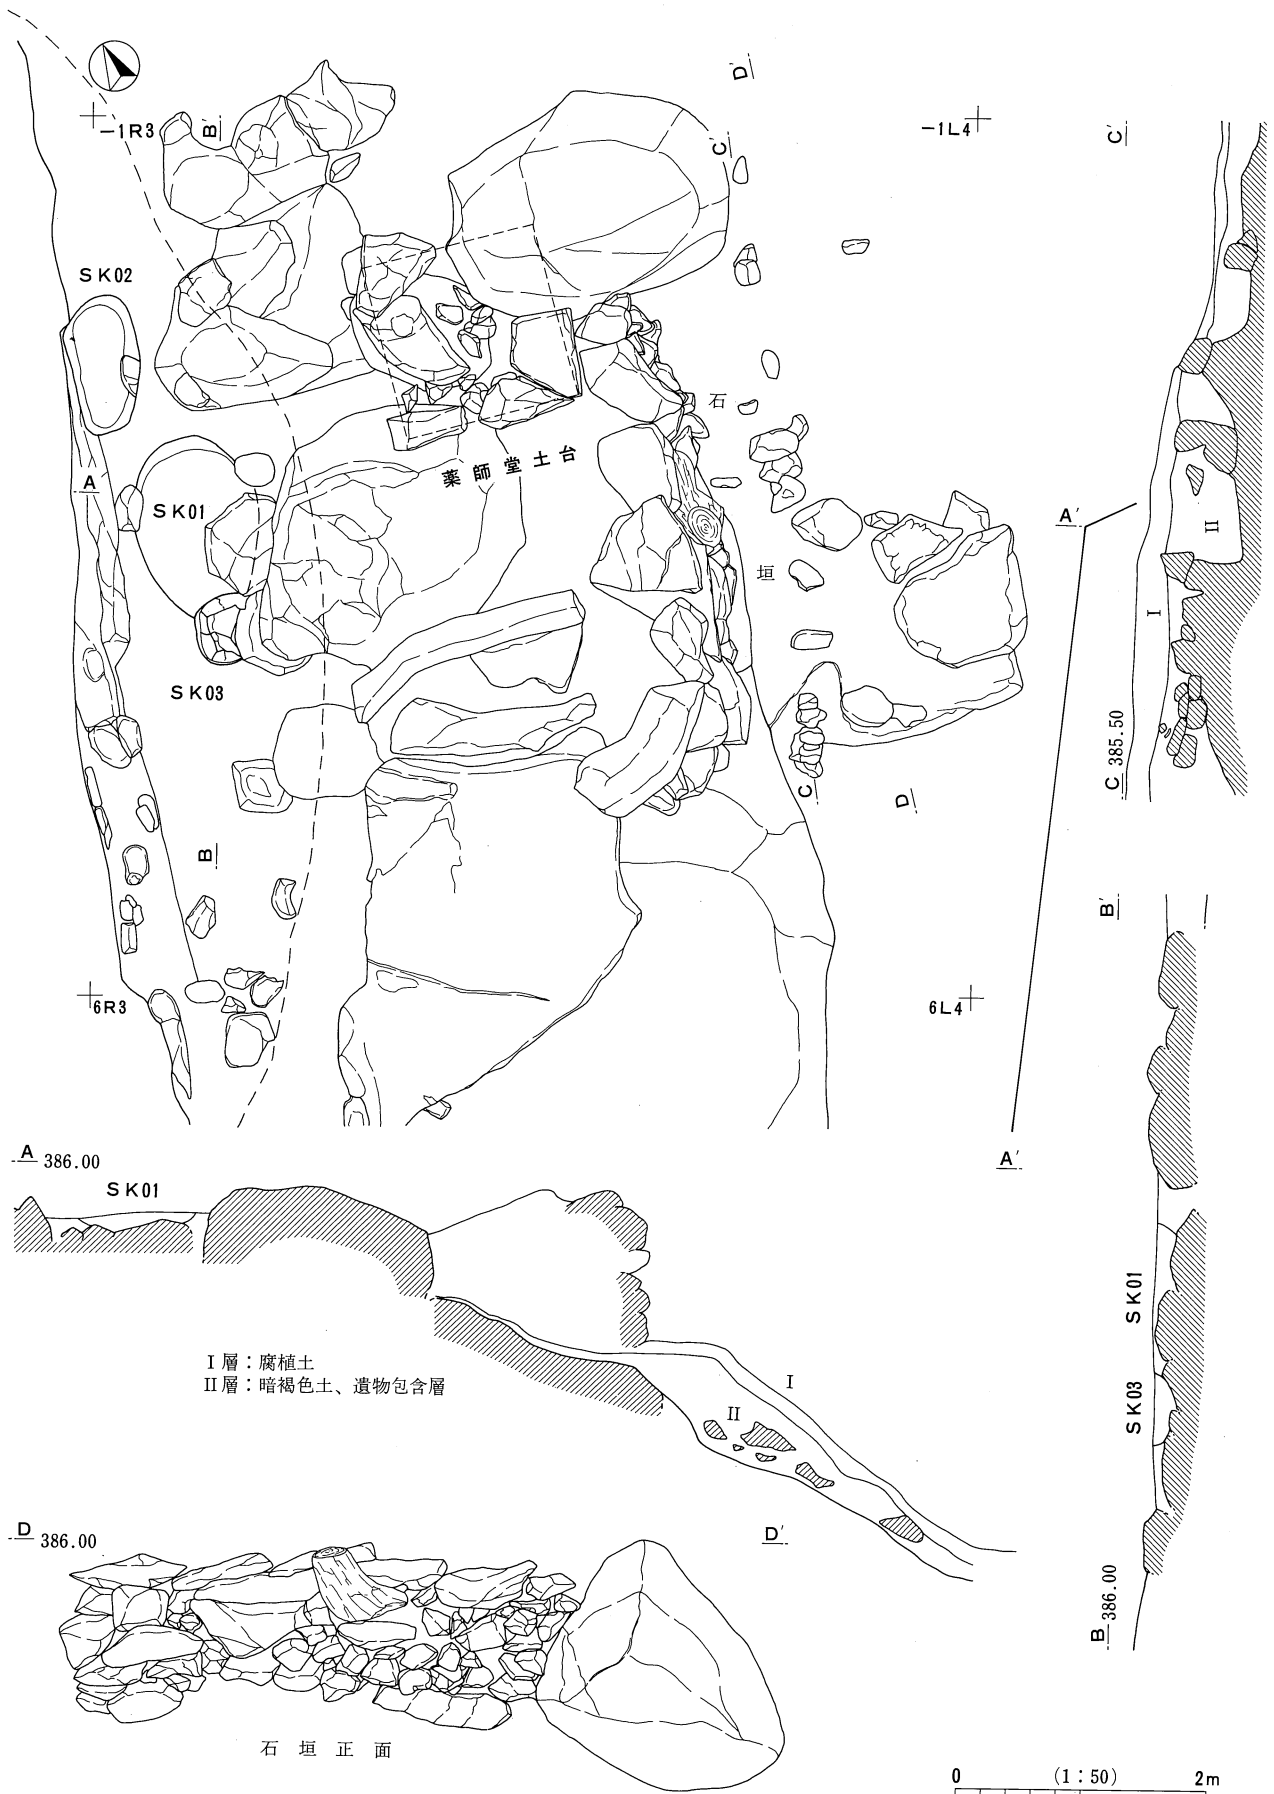 D'
-1R3
B'
C'
-1L4
C'
SK02
石
薬師堂土台
A
SK01
A'
II
垣
I
SK03
C 385.50
C
D
B
B'
6R3
6L4
A 386.00
A'
SK01
SK01
I層：腐植土
II層：暗褐色土、遺物包含層
I
II
SK03
D 386.00
D'
B 386.00
石垣正面
0 (1：50) 2m